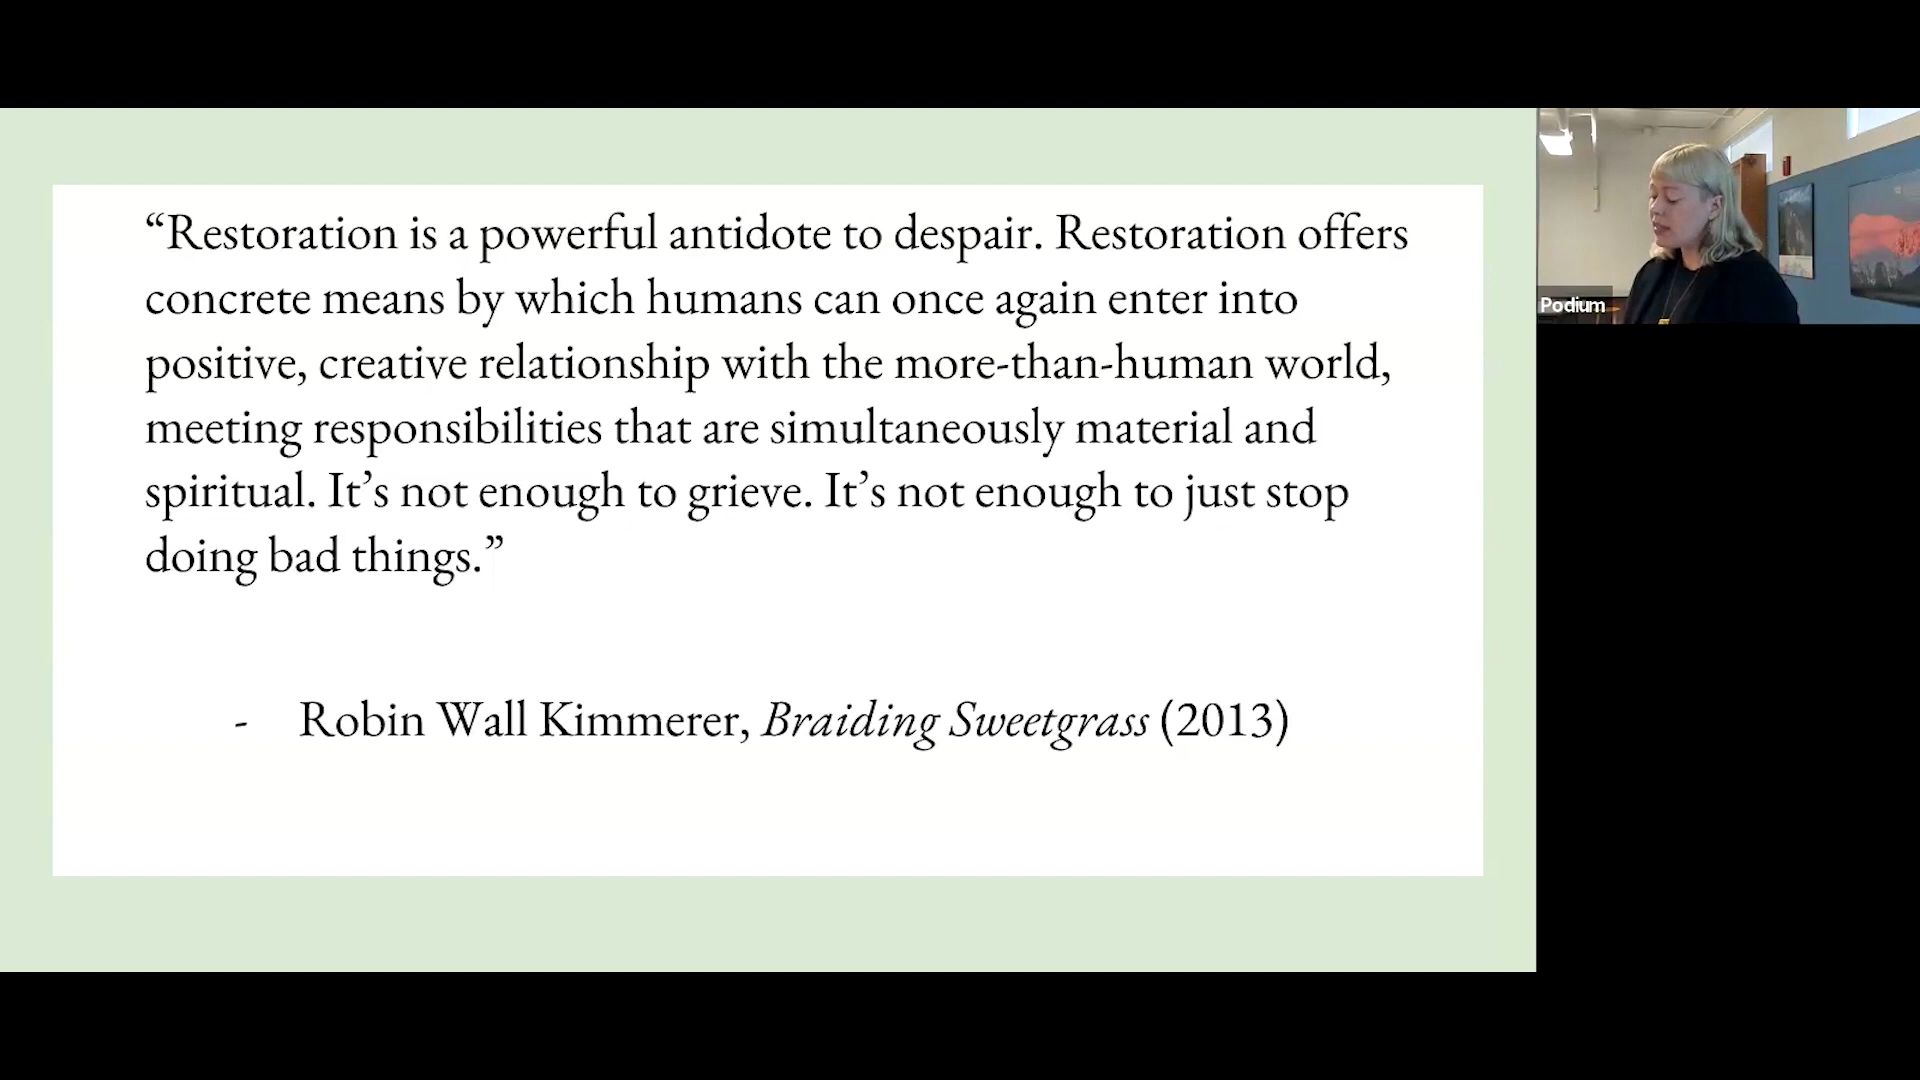 “Restoration is a powerful antidote to despair. Restoration offers
concrete means by which humans can once again enter into
positive, creative relationship with the more-than-human world,
meeting responsibilities that are simultaneously material and
spiritual. It’s not enough to grieve. It’s not enough to just stop
doing bad things.”
- Robin Wall Kimmerer, Braiding Sweetgrass (2013)
Podium